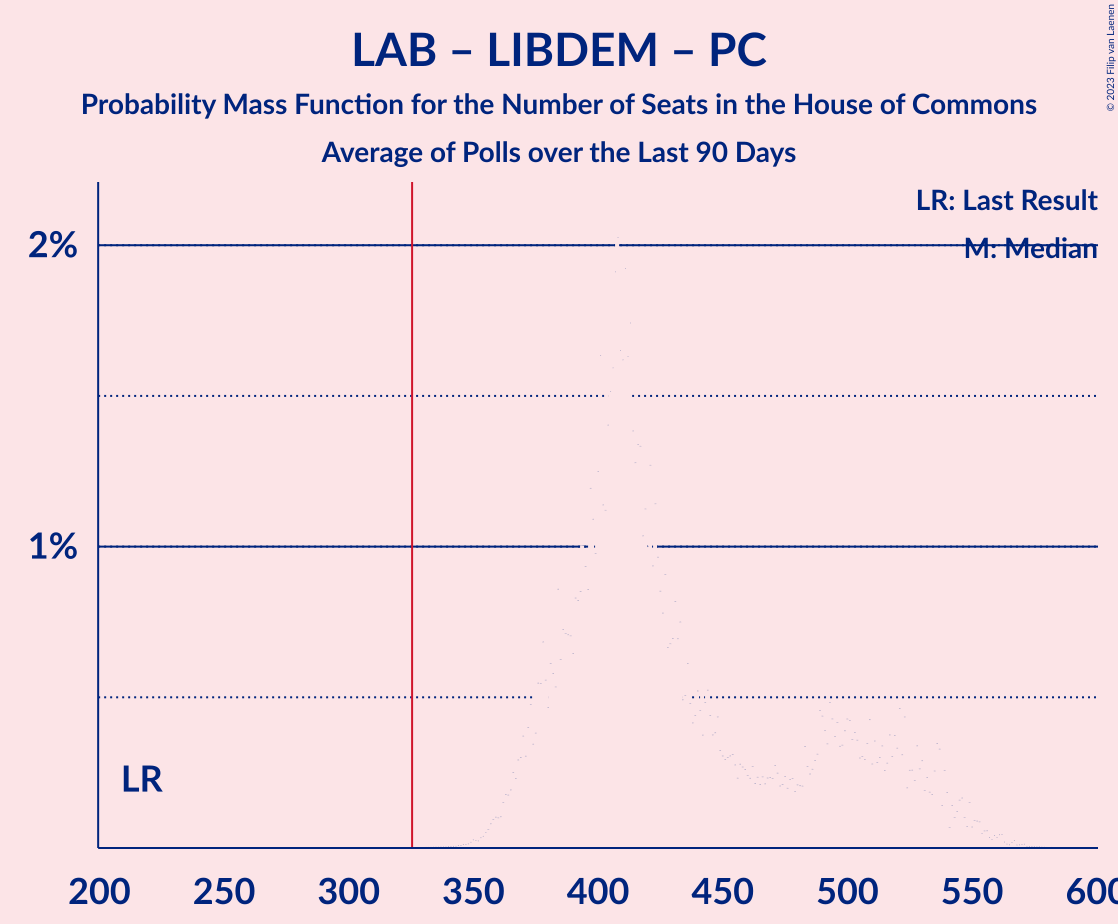 LAB – LIBDEM – PC
Probability Mass Function for the Number of Seats in the House of Commons
Average of Polls over the Last 90 Days
© 2023 Filip van Laenen
LR: Last Result
M: Median
2%
1%
LR
200 250 300 350 400 450 500 550 600